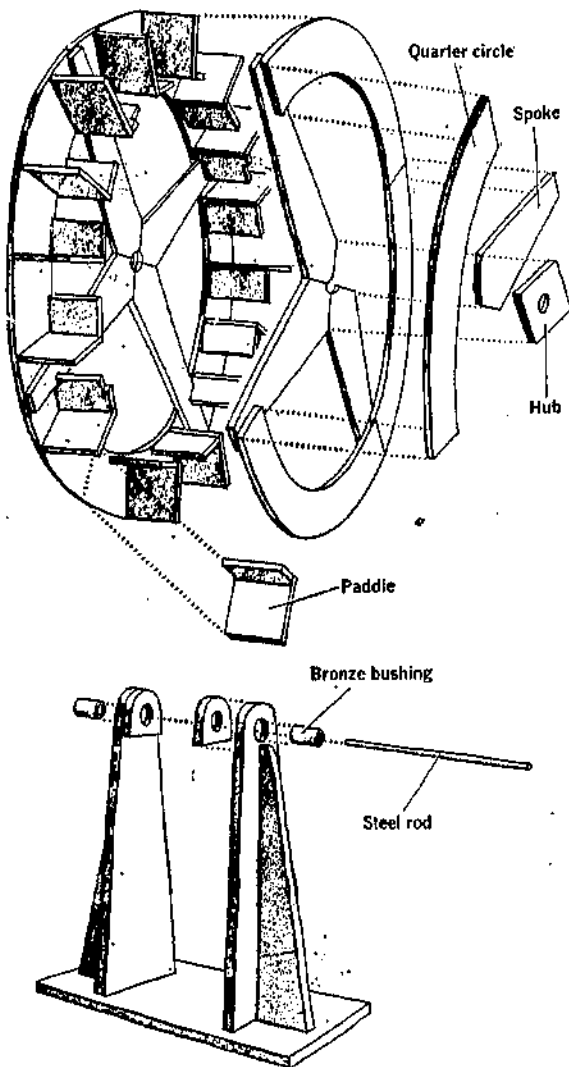 Quarter circle
Spoke
Hub
Paddle
Bronze bushing
Steel rod